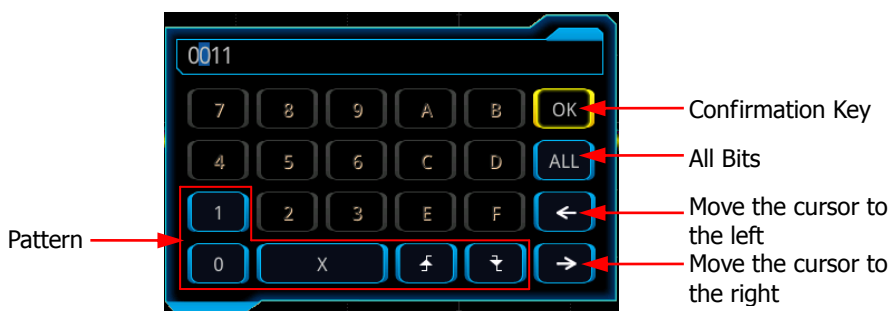 0011
7 8 9 A B OK
4 5 6 C D ALL
1 2 3 E F ←
0 X →
Confirmation Key
All Bits
Move the cursor to
the left
Move the cursor to
the right
Pattern